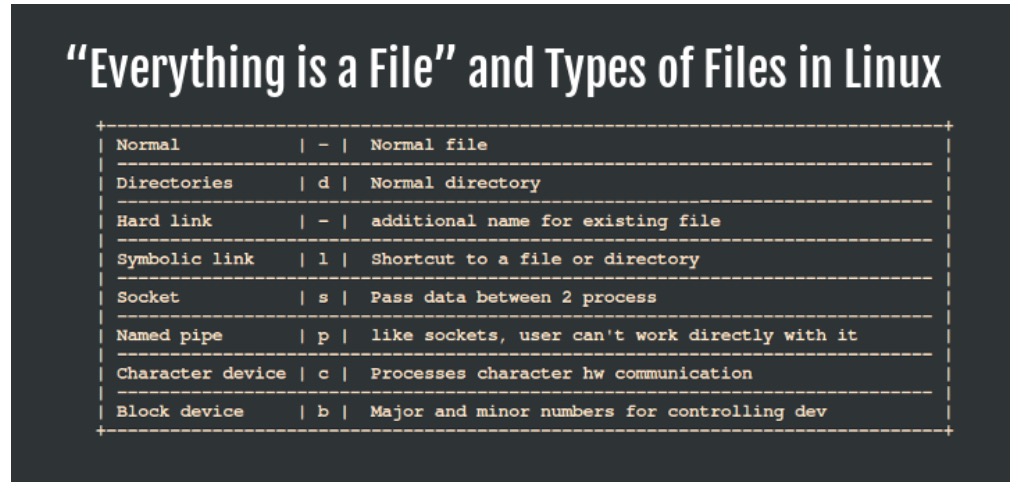 “Everything is a File” and Types of Files in Linux
| Normal | - | Normal file |
| Directories | d | Normal directory |
| Hard link | - | additional name for existing file |
| Symbolic link | l | Shortcut to a file or directory |
| Socket | s | Pass data between 2 process |
| Named pipe | p | like sockets, user can't work directly with it |
| Character device | c | Processes character hw communication |
| Block device | b | Major and minor numbers for controlling dev |